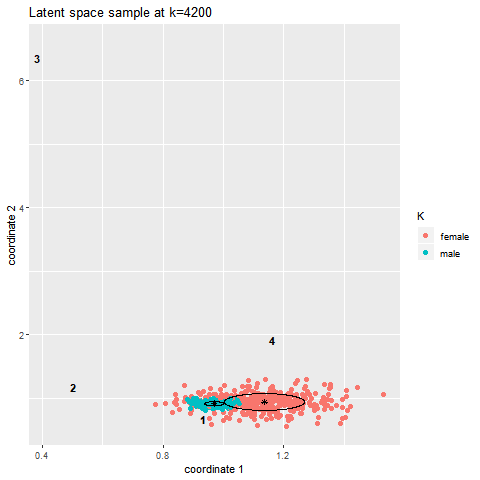 Latent space sample at k=4200
3
6
4
2
4
2
1
0.4
0.8
1.2
coordinate 1
coordinate 2
K
female
male